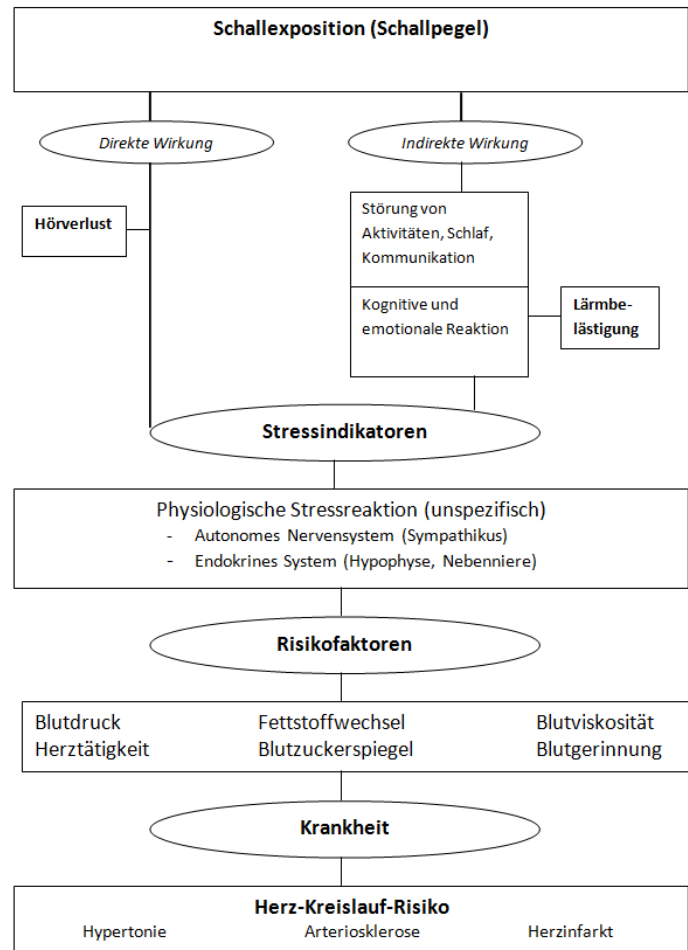 Schallexposition (Schallpegel)
Direkte Wirkung
Indirekte Wirkung
Hörverlust
Störung von
Aktivitäten, Schlaf,
Kommunikation
Kognitive und
emotionale Reaktion
Lärmbe-
lästigung
Stressindikatoren
Physiologische Stressreaktion (unspezifisch)
- Autonomes Nervensystem (Sympathikus)
- Endokrines System (Hypophyse, Nebenniere)
Risikofaktoren
Blutdruck Fettstoffwechsel Blutviskosität
Herztätigkeit Blutzuckerspiegel Blutgerinnung
Krankheit
Herz-Kreislauf-Risiko
Hypertonie Arteriosklerose Herzinfarkt